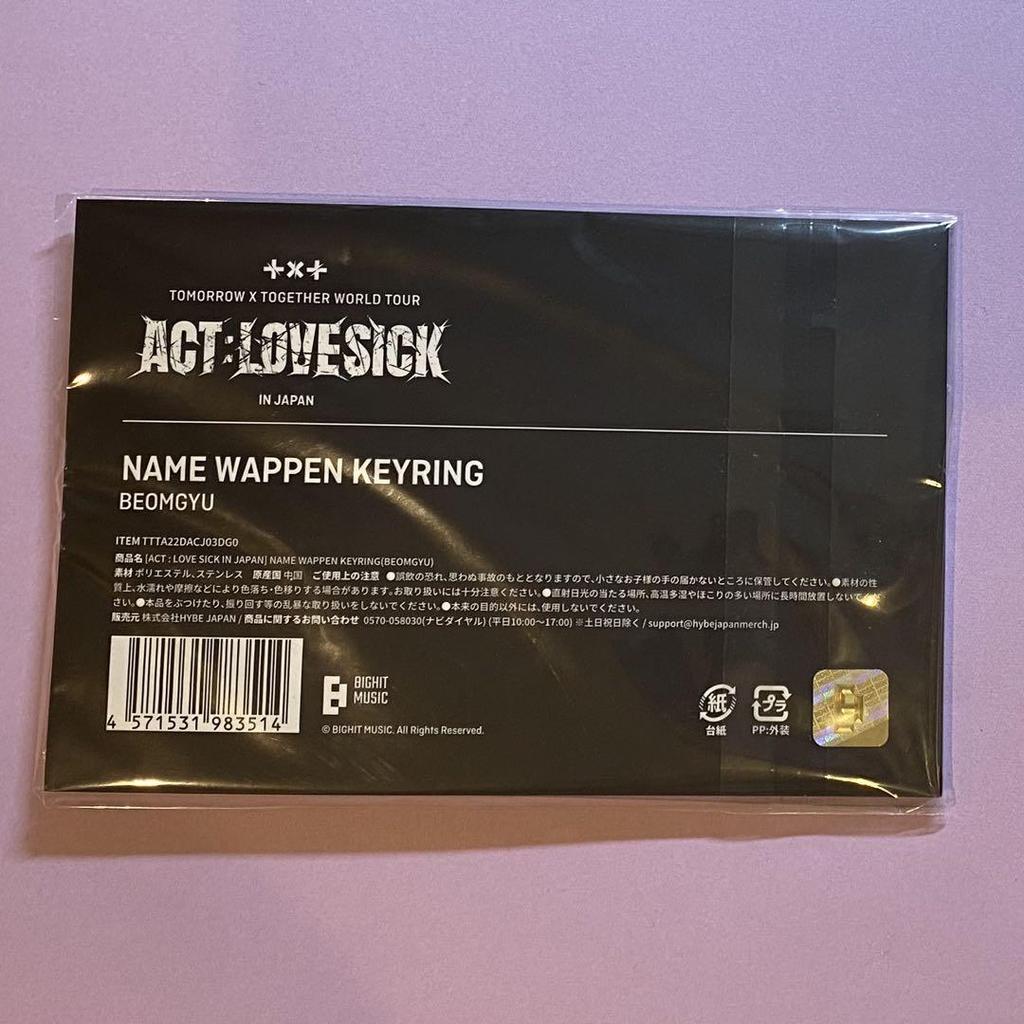 TOMORROW X TOGETHER WORLD TOUR
ACT:LOVESICK
IN JAPAN
NAME WAPPEN KEYRING
BEOMGYU
ITEM TTTA22DACJ03DG0
商品名 [ACT : LOVE SICK IN JAPAN] NAME WAPPEN KEYRING(BEOMGYU)
素材 ポリエステル、ステンレス 原産国 中国 ご使用上の注意 ●誤飲の恐れ、思わぬ事故のもととなりますので、小さなお子様の手の届かないところに保管してください。●素材の性
質上、水濡れや摩擦などにより色落ち・色移りする場合があります。お取り扱いには十分注意ください。●直射日光の当たる場所、高温多湿やほこりの多い場所に長時間放置しないでくだ
さい。●本品をぶつけたり、振り回す等の乱暴な取り扱いをしないでください。●本来の目的以外には、使用しないでください。
販売元 株式会社HYBE JAPAN / 商品に関するお問い合わせ 0570-058030(ナビダイヤル) (平日10:00～17:00) ※土日祝日除く / support@hybejapanmerch.jp
4 571531 983514
BIGHIT
MUSIC
© BIGHIT MUSIC. All Rights Reserved.
紙
台紙
プラ
PP:外装